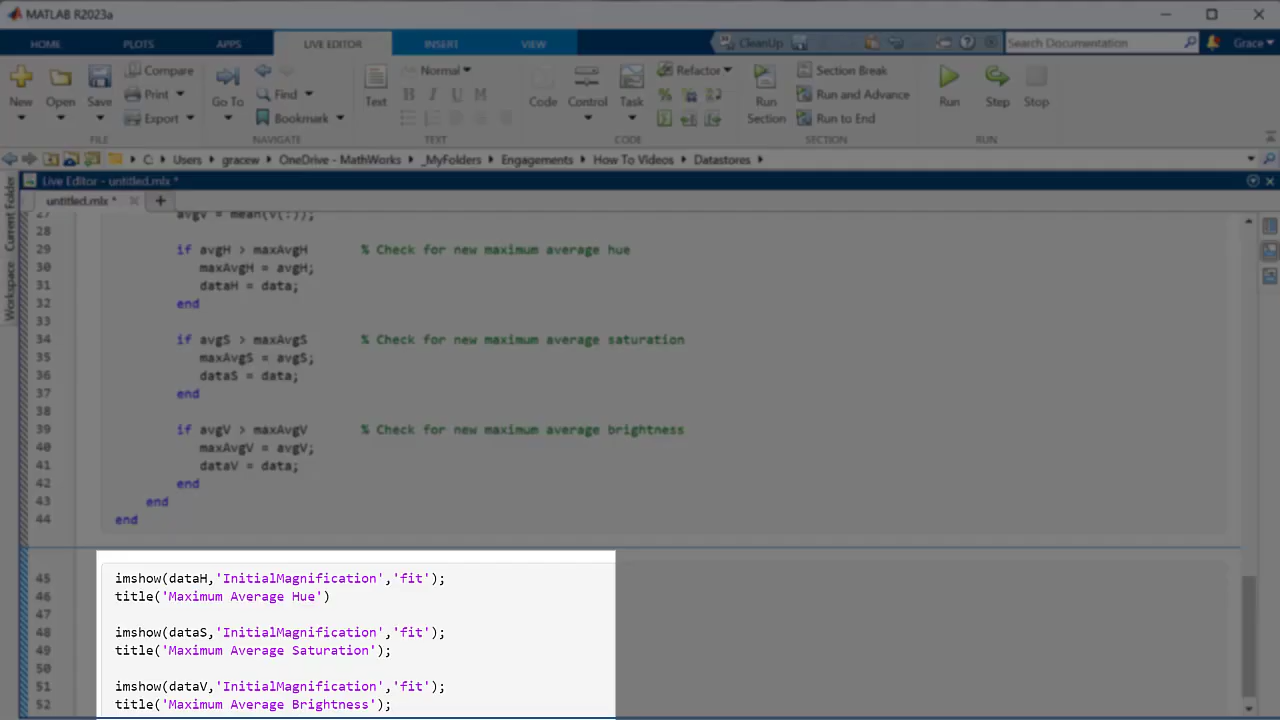 MATLAB R2023a
HOME PLOTS APPS LIVE EDITOR INSERT VIEW CleanUp Search Documentation Grace
New Open Save Compare Print Export Go To Find Bookmark Text Normal B I U M Code Control Task Refactor Run Section Section Break Run and Advance Run to End Run Step Stop
FILE NAVIGATE TEXT CODE SECTION RUN
C: Users gracew OneDrive - MathWorks _MyFolders Engagements How To Videos Datastores
Current Folder
Workspace
Live Editor - untitled.mlx *
untitled.mlx *
27 avgV = mean(V(:));
28
29 if avgH > maxAvgH % Check for new maximum average hue
30 maxAvgH = avgH;
31 dataH = data;
32 end
33
34 if avgS > maxAvgS % Check for new maximum average saturation
35 maxAvgS = avgS;
36 dataS = data;
37 end
38
39 if avgV > maxAvgV % Check for new maximum average brightness
40 maxAvgV = avgV;
41 dataV = data;
42 end
43 end
44 end
45 imshow(dataH,'InitialMagnification','fit');
46 title('Maximum Average Hue')
47
48 imshow(dataS,'InitialMagnification','fit');
49 title('Maximum Average Saturation');
50
51 imshow(dataV,'InitialMagnification','fit');
52 title('Maximum Average Brightness');